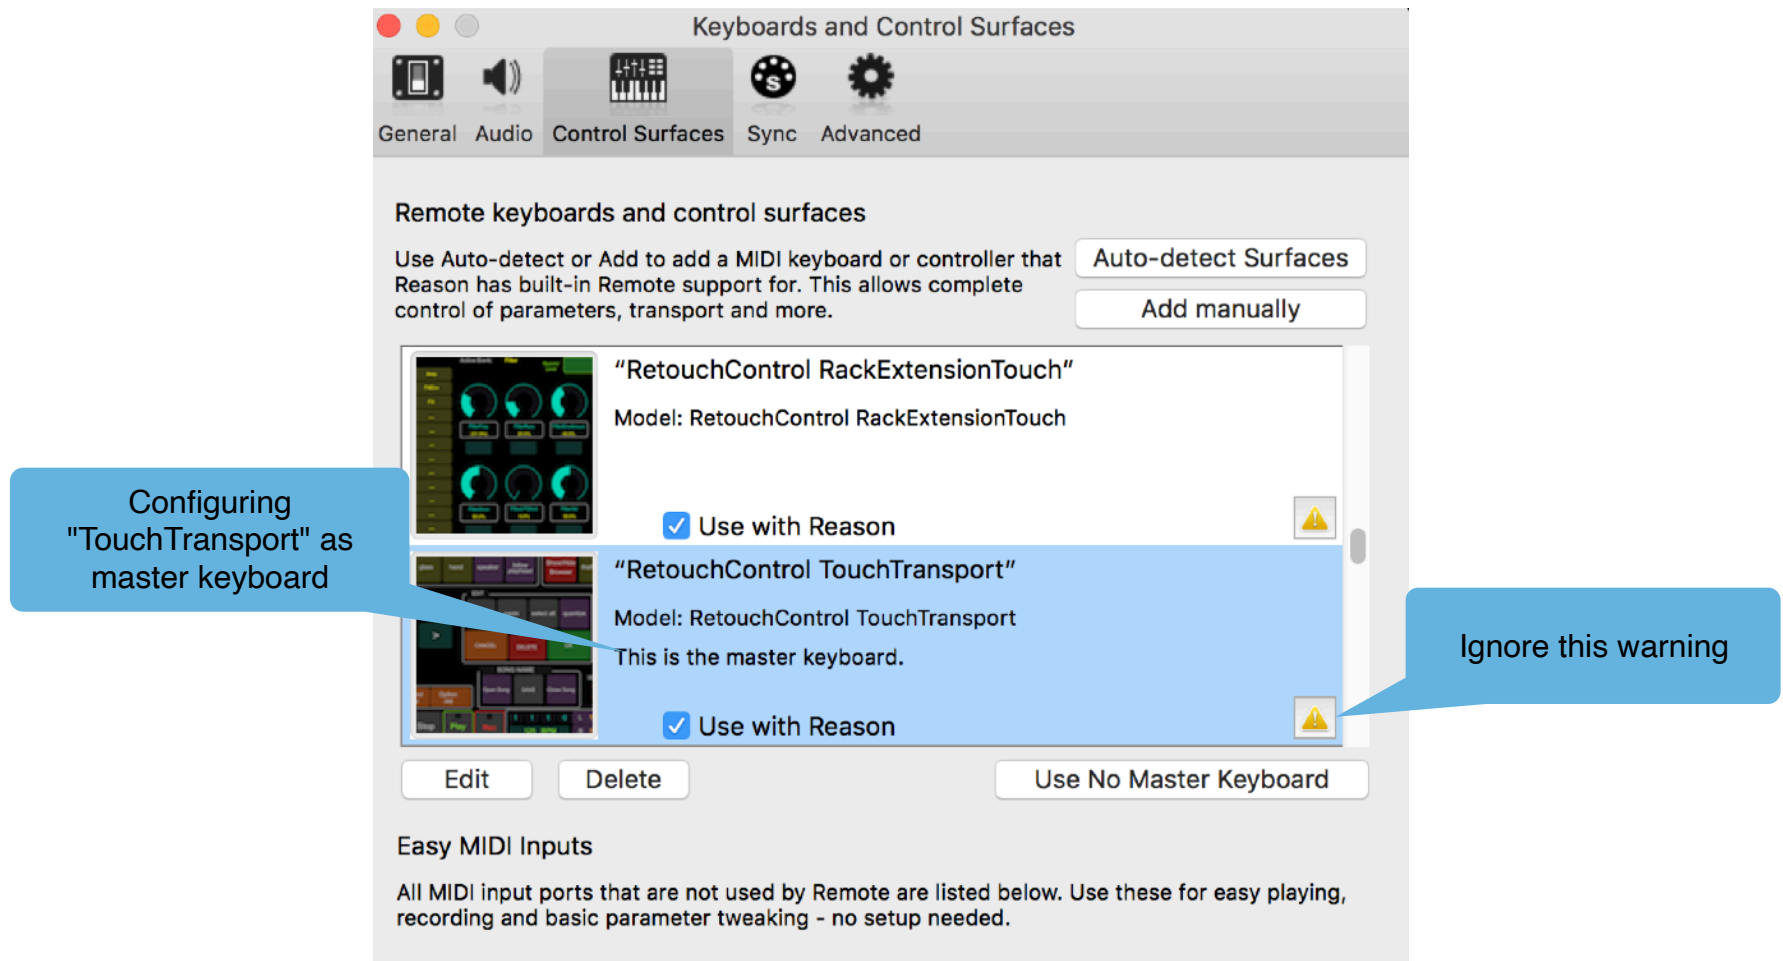 Keyboards and Control Surfaces
General Audio Control Surfaces Sync Advanced
Remote keyboards and control surfaces
Use Auto-detect or Add to add a MIDI keyboard or controller that
Reason has built-in Remote support for. This allows complete
control of parameters, transport and more.
Auto-detect Surfaces
Add manually
“RetouchControl RackExtensionTouch”
Model: RetouchControl RackExtensionTouch
Use with Reason
Configuring
"TouchTransport" as
master keyboard
“RetouchControl TouchTransport”
Model: RetouchControl TouchTransport
This is the master keyboard.
Use with Reason
Ignore this warning
Edit
Delete
Use No Master Keyboard
Easy MIDI Inputs
All MIDI input ports that are not used by Remote are listed below. Use these for easy playing,
recording and basic parameter tweaking - no setup needed.